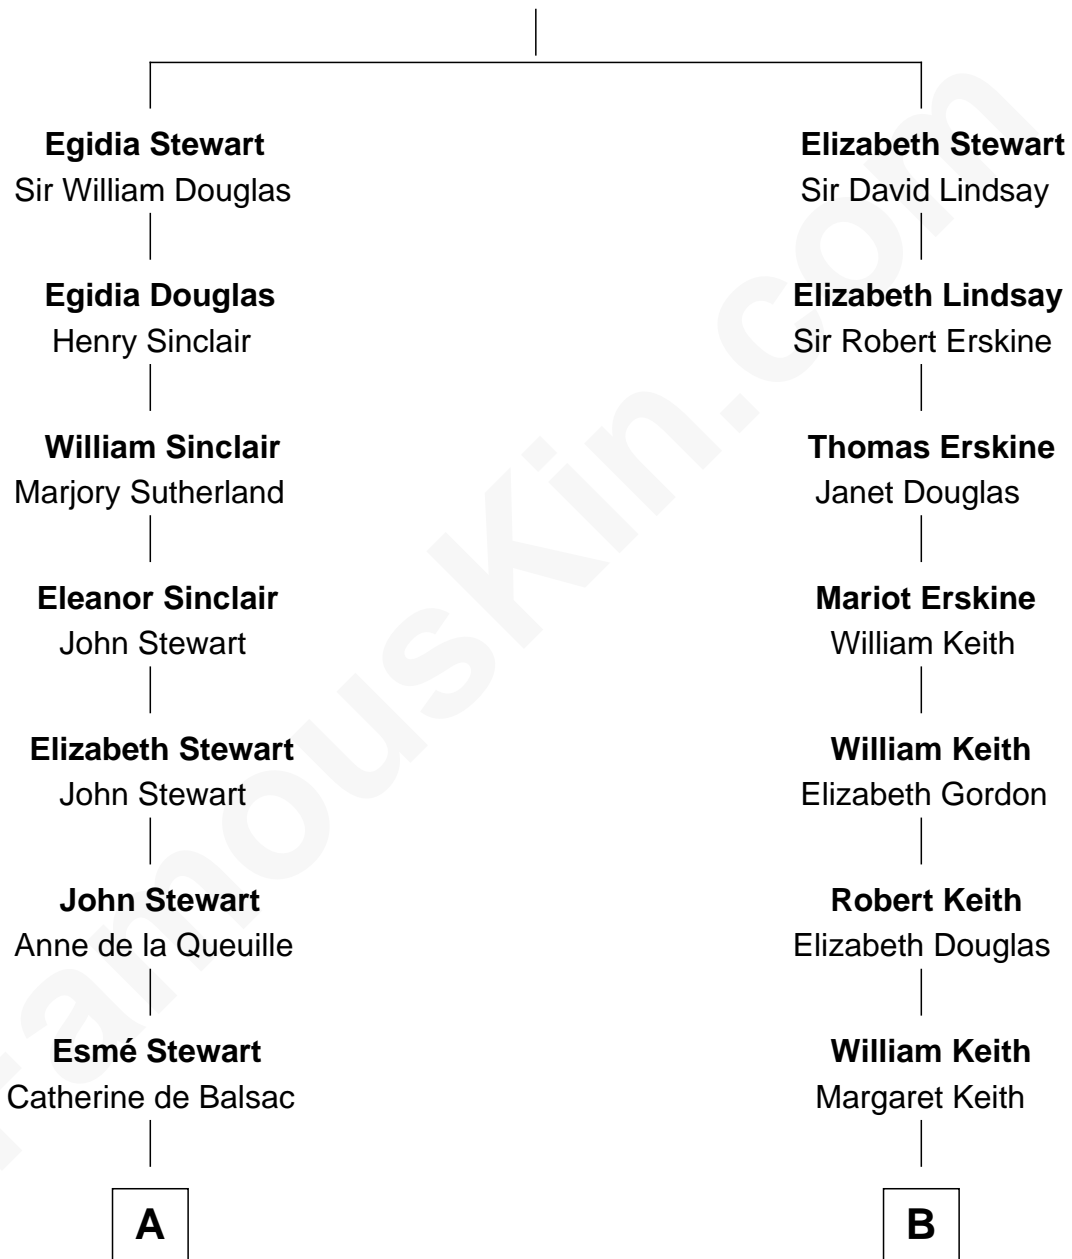 Egidia Stewart
Sir William Douglas
Egidia Douglas
Henry Sinclair
William Sinclair
Marjory Sutherland
Eleanor Sinclair
John Stewart
Elizabeth Stewart
John Stewart
John Stewart
Anne de la Queuille
Esmé Stewart
Catherine de Balsac
A
Elizabeth Stewart
Sir David Lindsay
Elizabeth Lindsay
Sir Robert Erskine
Thomas Erskine
Janet Douglas
Mariot Erskine
William Keith
William Keith
Elizabeth Gordon
Robert Keith
Elizabeth Douglas
William Keith
Margaret Keith
B
FamousKin.com